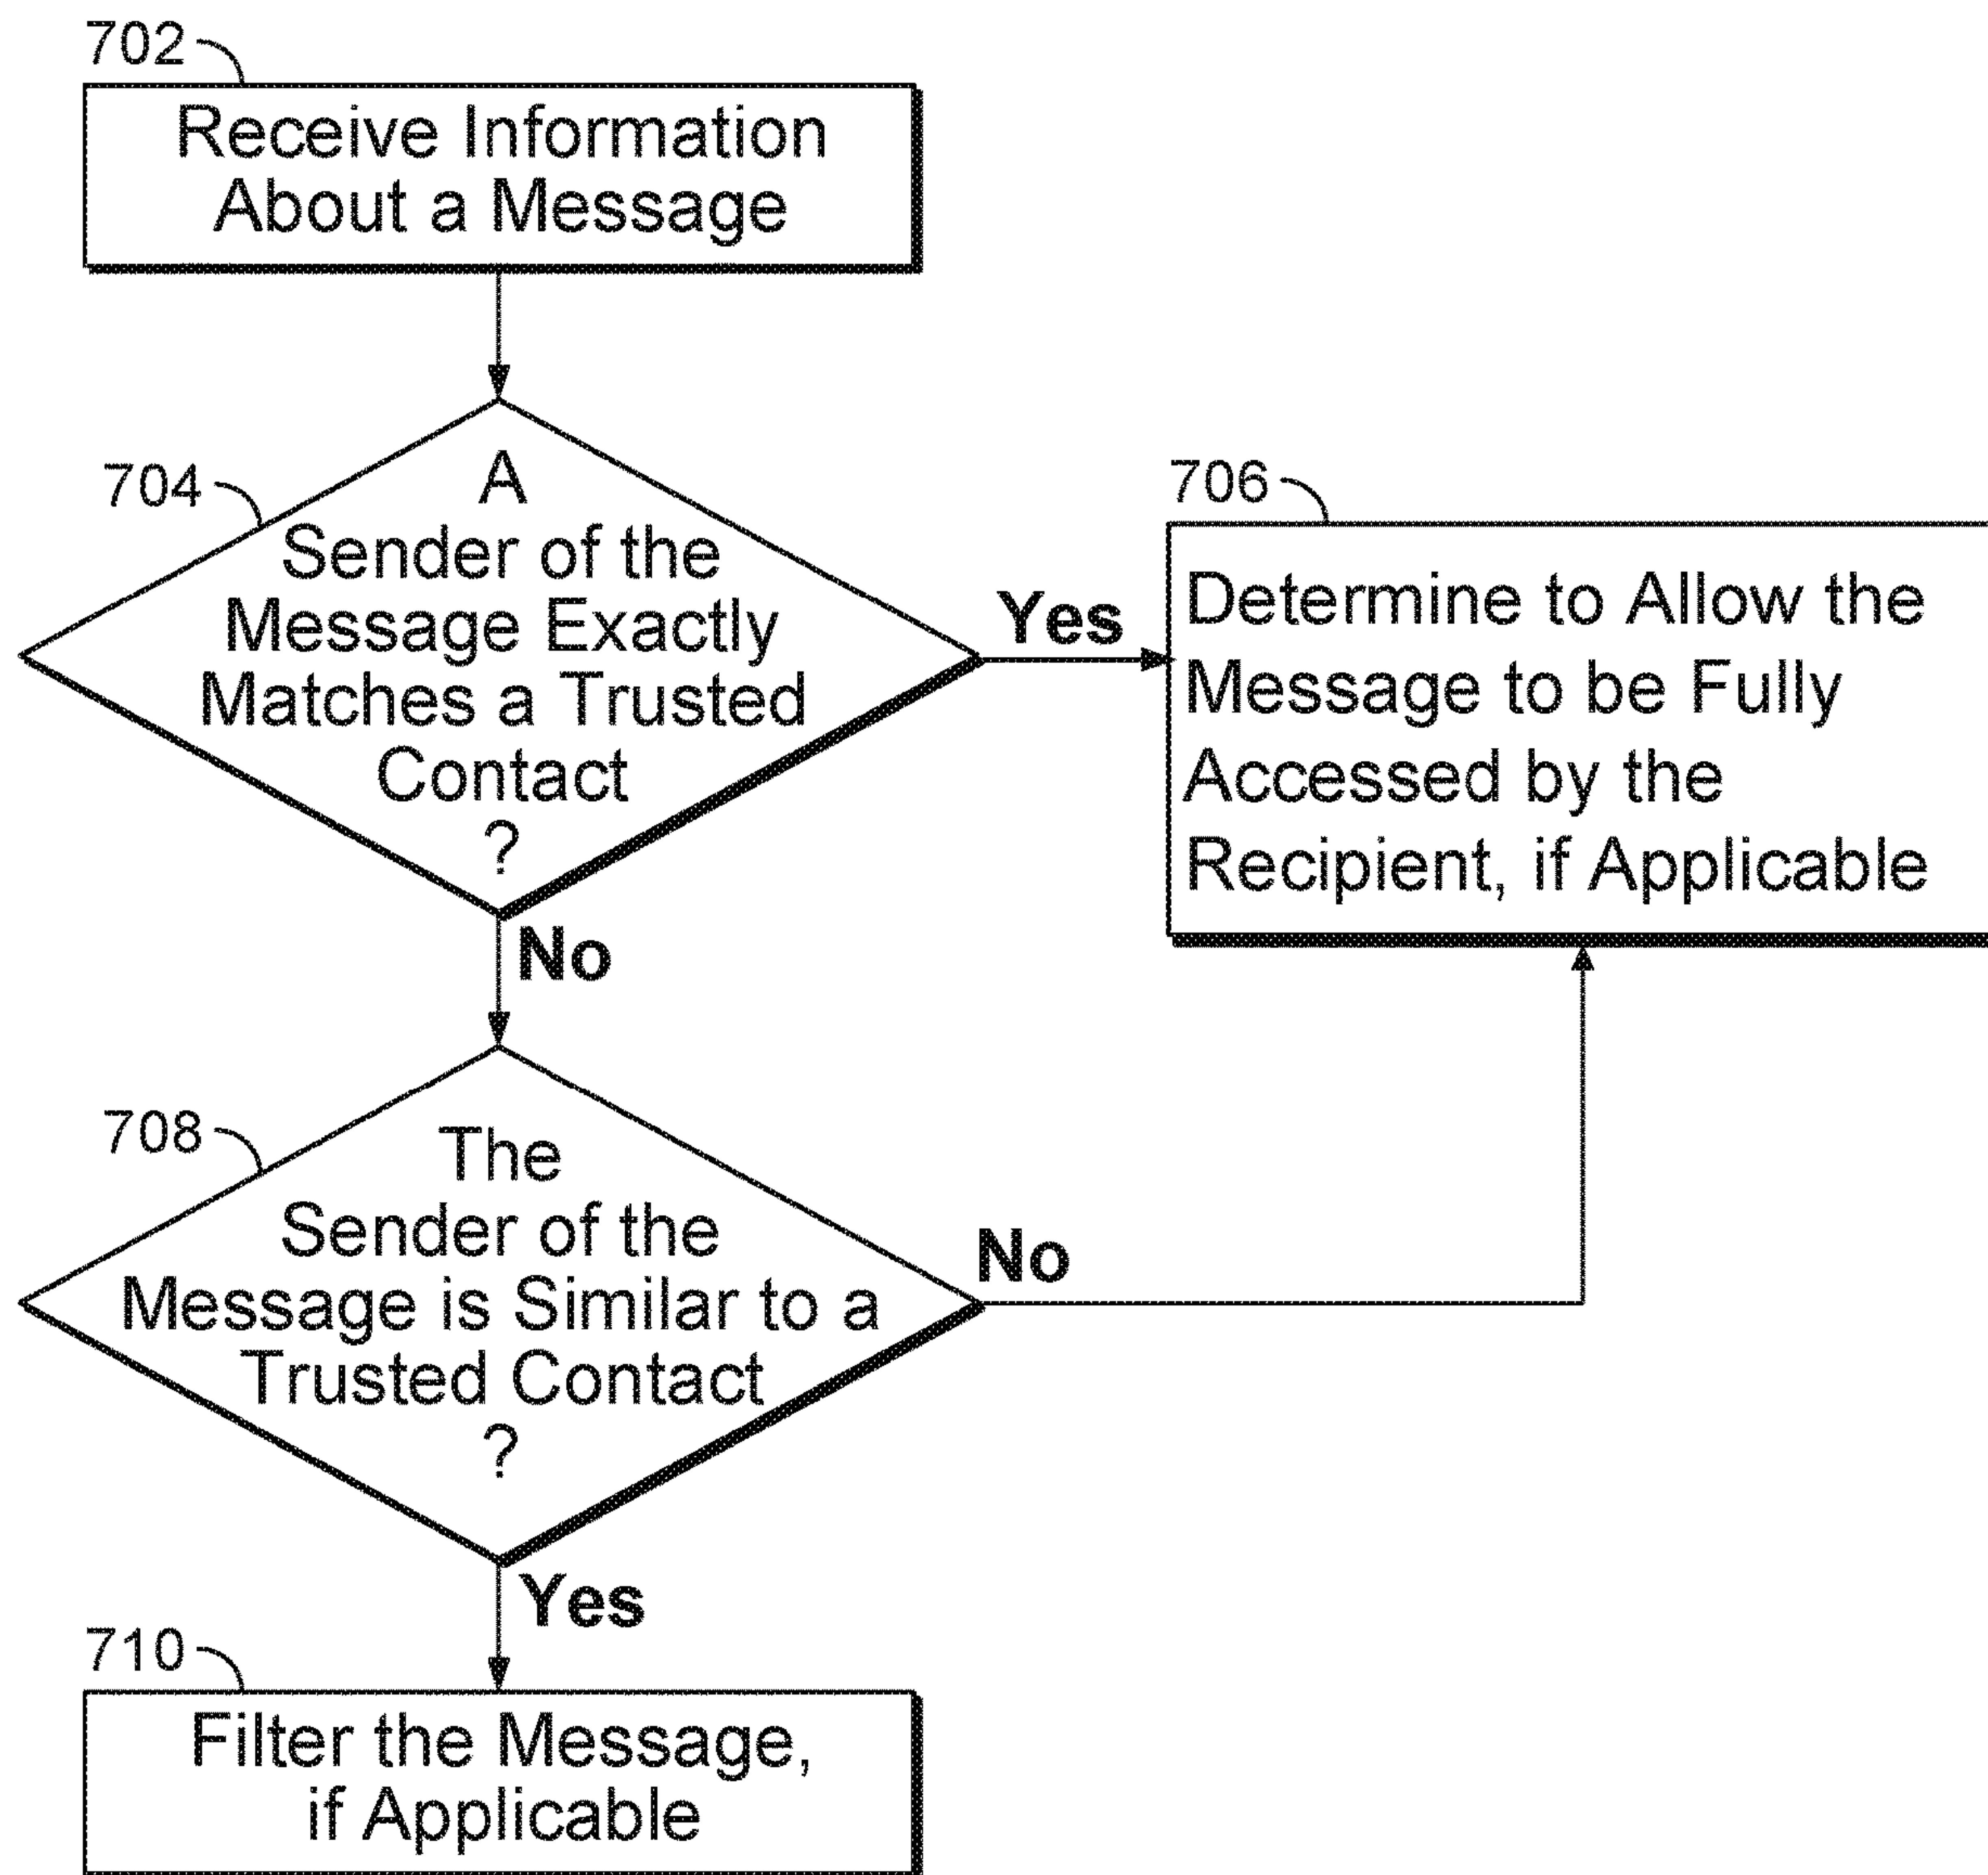 702
Receive Information
About a Message
704
A
Sender of the
Message Exactly
Matches a Trusted
Contact
?
Yes
706
Determine to Allow the
Message to be Fully
Accessed by the
Recipient, if Applicable
No
708
The
Sender of the
Message is Similar to a
Trusted Contact
?
No
Yes
710
Filter the Message,
if Applicable